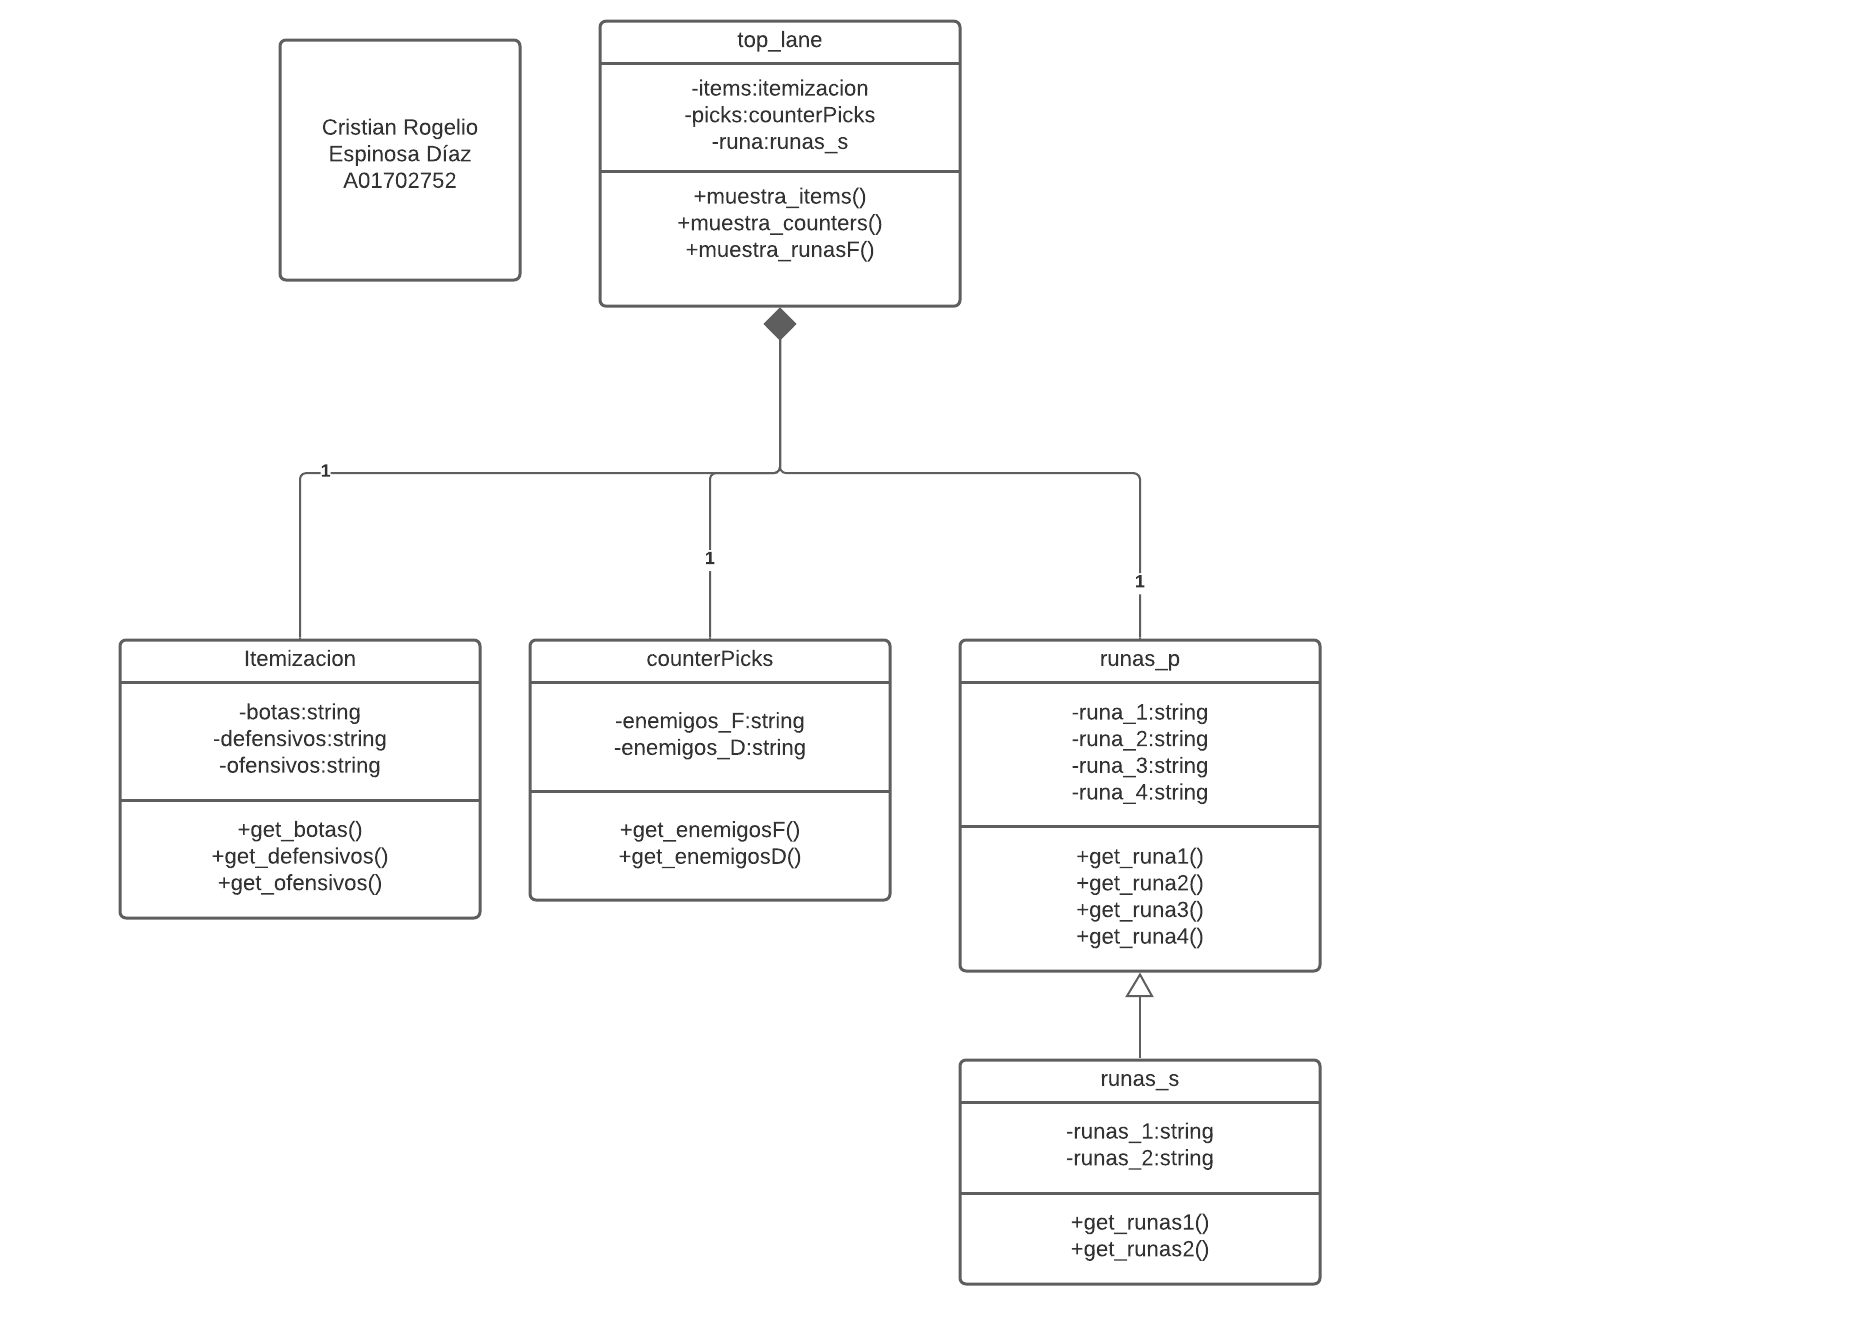 Cristian Rogelio
Espinosa Díaz
A01702752
top_lane
-items:itemizacion
-picks:counterPicks
-runa:runas_s
+muestra_items()
+muestra_counters()
+muestra_runasF()
1
1
1
Itemizacion
-botas:string
-defensivos:string
-ofensivos:string
+get_botas()
+get_defensivos()
+get_ofensivos()
counterPicks
-enemigos_F:string
-enemigos_D:string
+get_enemigosF()
+get_enemigosD()
runas_p
-runa_1:string
-runa_2:string
-runa_3:string
-runa_4:string
+get_runa1()
+get_runa2()
+get_runa3()
+get_runa4()
runas_s
-runas_1:string
-runas_2:string
+get_runas1()
+get_runas2()